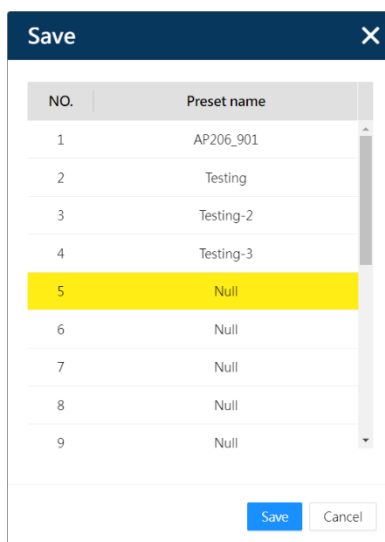 Save
NO. Preset name
1 AP206_901
2 Testing
3 Testing-2
4 Testing-3
5 Null
6 Null
7 Null
8 Null
9 Null
Save Cancel